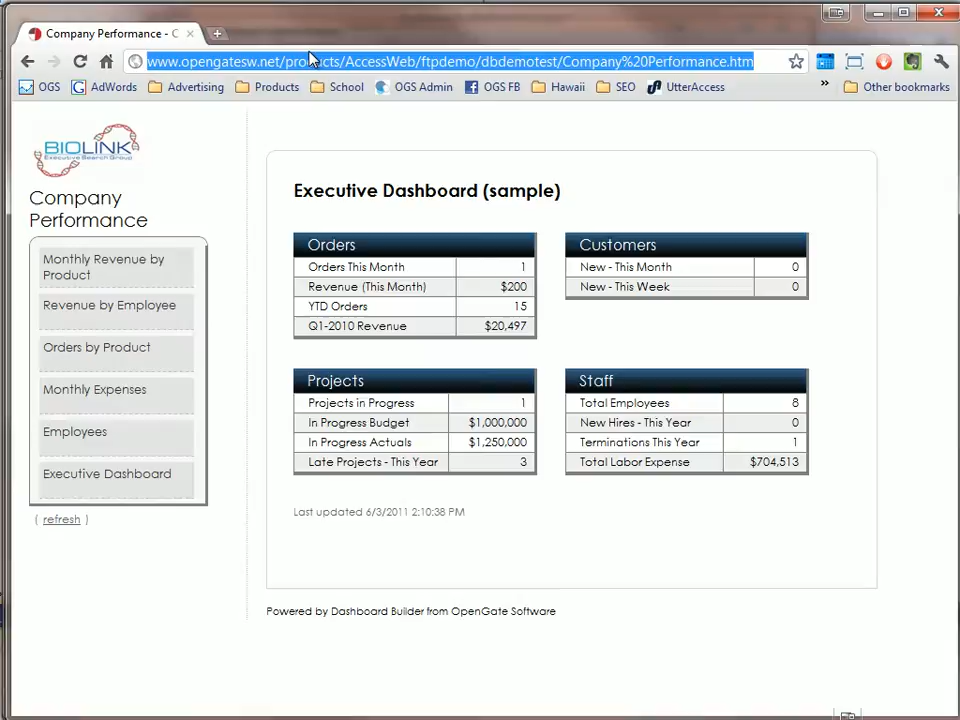 Company Performance - C
www.opengatesw.net/products/AccessWeb/ftpdemo/dbdemotest/Company%20Performance.htm
OGS AdWords Advertising Products School OGS Admin OGS FB Hawaii SEO UtterAccess » Other bookmarks
BIOLINK
Executive Search Group
Company
Performance
Monthly Revenue by
Product
Revenue by Employee
Orders by Product
Monthly Expenses
Employees
Executive Dashboard
( refresh )
Executive Dashboard (sample)
Orders
Orders This Month 1
Revenue (This Month) $200
YTD Orders 15
Q1-2010 Revenue $20,497
Customers
New - This Month 0
New - This Week 0
Projects
Projects in Progress 1
In Progress Budget $1,000,000
In Progress Actuals $1,250,000
Late Projects - This Year 3
Staff
Total Employees 8
New Hires - This Year 0
Terminations This Year 1
Total Labor Expense $704,513
Last updated 6/3/2011 2:10:38 PM
Powered by Dashboard Builder from OpenGate Software